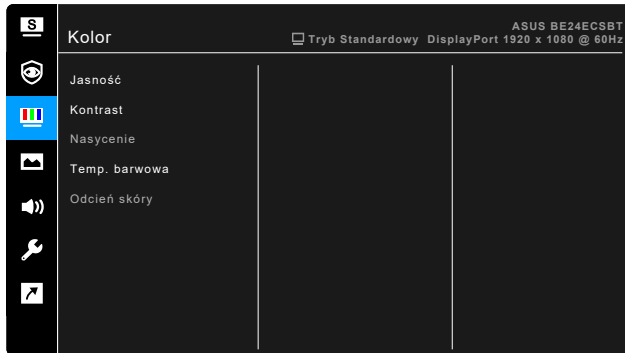 S
Kolor
ASUS BE24ECSBT
Tryb Standardowy DisplayPort 1920 x 1080 @ 60Hz
Jasność
Kontrast
Nasycenie
Temp. barwowa
Odcień skóry